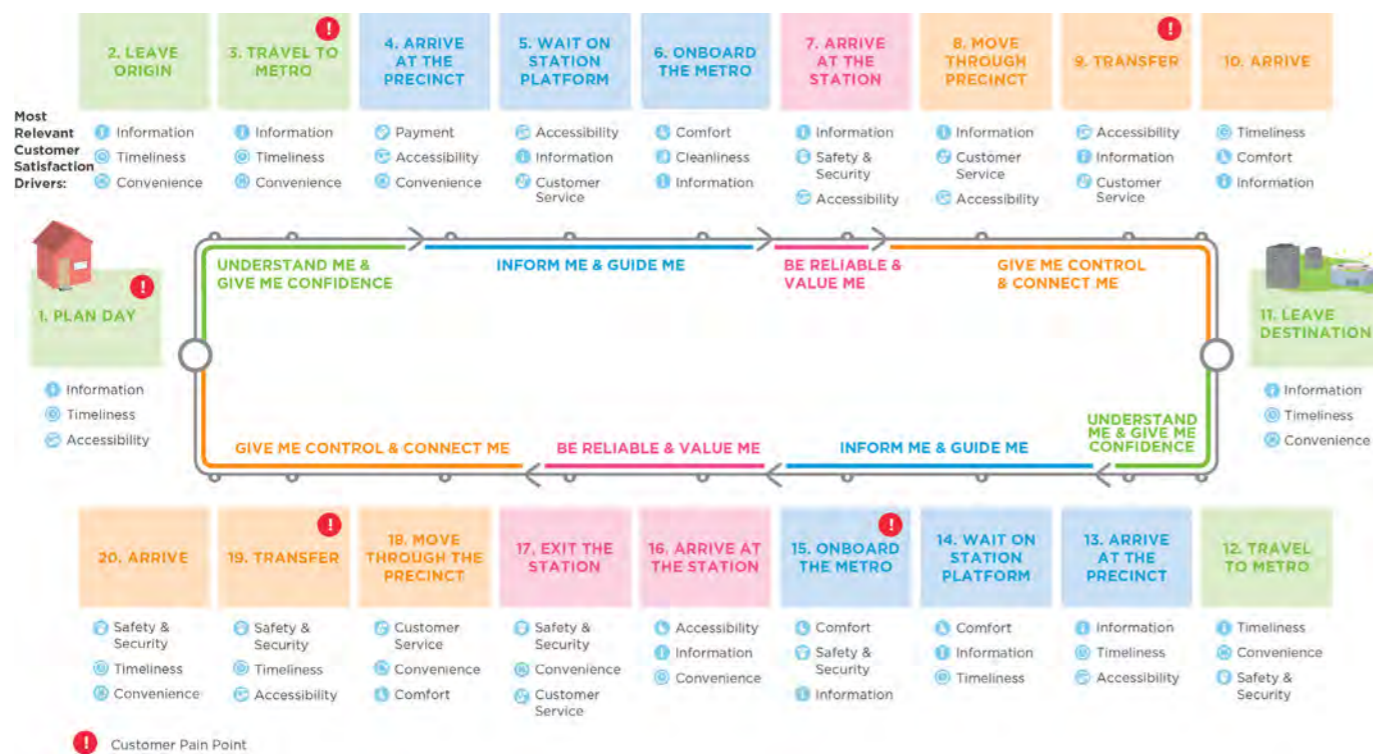 2. LEAVE
ORIGIN
3. TRAVEL TO
METRO
!
4. ARRIVE
AT THE
PRECINCT
5. WAIT ON
STATION
PLATFORM
6. ONBOARD
THE METRO
7. ARRIVE
AT THE
STATION
8. MOVE
THROUGH
PRECINCT
9. TRANSFER
!
10. ARRIVE
Most
Relevant
Customer
Satisfaction
Drivers:
Information
Timeliness
Convenience
Information
Timeliness
Convenience
Payment
Accessibility
Convenience
Accessibility
Information
Customer
Service
Comfort
Cleanliness
Information
Information
Safety &
Security
Accessibility
Information
Customer
Service
Accessibility
Accessibility
Information
Customer
Service
Timeliness
Comfort
Information
!
1. PLAN DAY
Information
Timeliness
Accessibility
UNDERSTAND ME &
GIVE ME CONFIDENCE
INFORM ME & GUIDE ME
BE RELIABLE &
VALUE ME
GIVE ME CONTROL
& CONNECT ME
11. LEAVE
DESTINATION
Information
Timeliness
Convenience
GIVE ME CONTROL & CONNECT ME
BE RELIABLE & VALUE ME
INFORM ME & GUIDE ME
UNDERSTAND
ME & GIVE ME
CONFIDENCE
20. ARRIVE
19. TRANSFER
!
18. MOVE
THROUGH THE
PRECINCT
17. EXIT THE
STATION
16. ARRIVE AT
THE STATION
15. ONBOARD
THE METRO
!
14. WAIT ON
STATION
PLATFORM
13. ARRIVE
AT THE
PRECINCT
12. TRAVEL
TO METRO
Safety &
Security
Timeliness
Convenience
Safety &
Security
Timeliness
Accessibility
Customer
Service
Convenience
Comfort
Safety &
Security
Convenience
Customer
Service
Accessibility
Information
Convenience
Comfort
Safety &
Security
Information
Comfort
Information
Timeliness
Information
Timeliness
Accessibility
Timeliness
Convenience
Safety &
Security
! Customer Pain Point